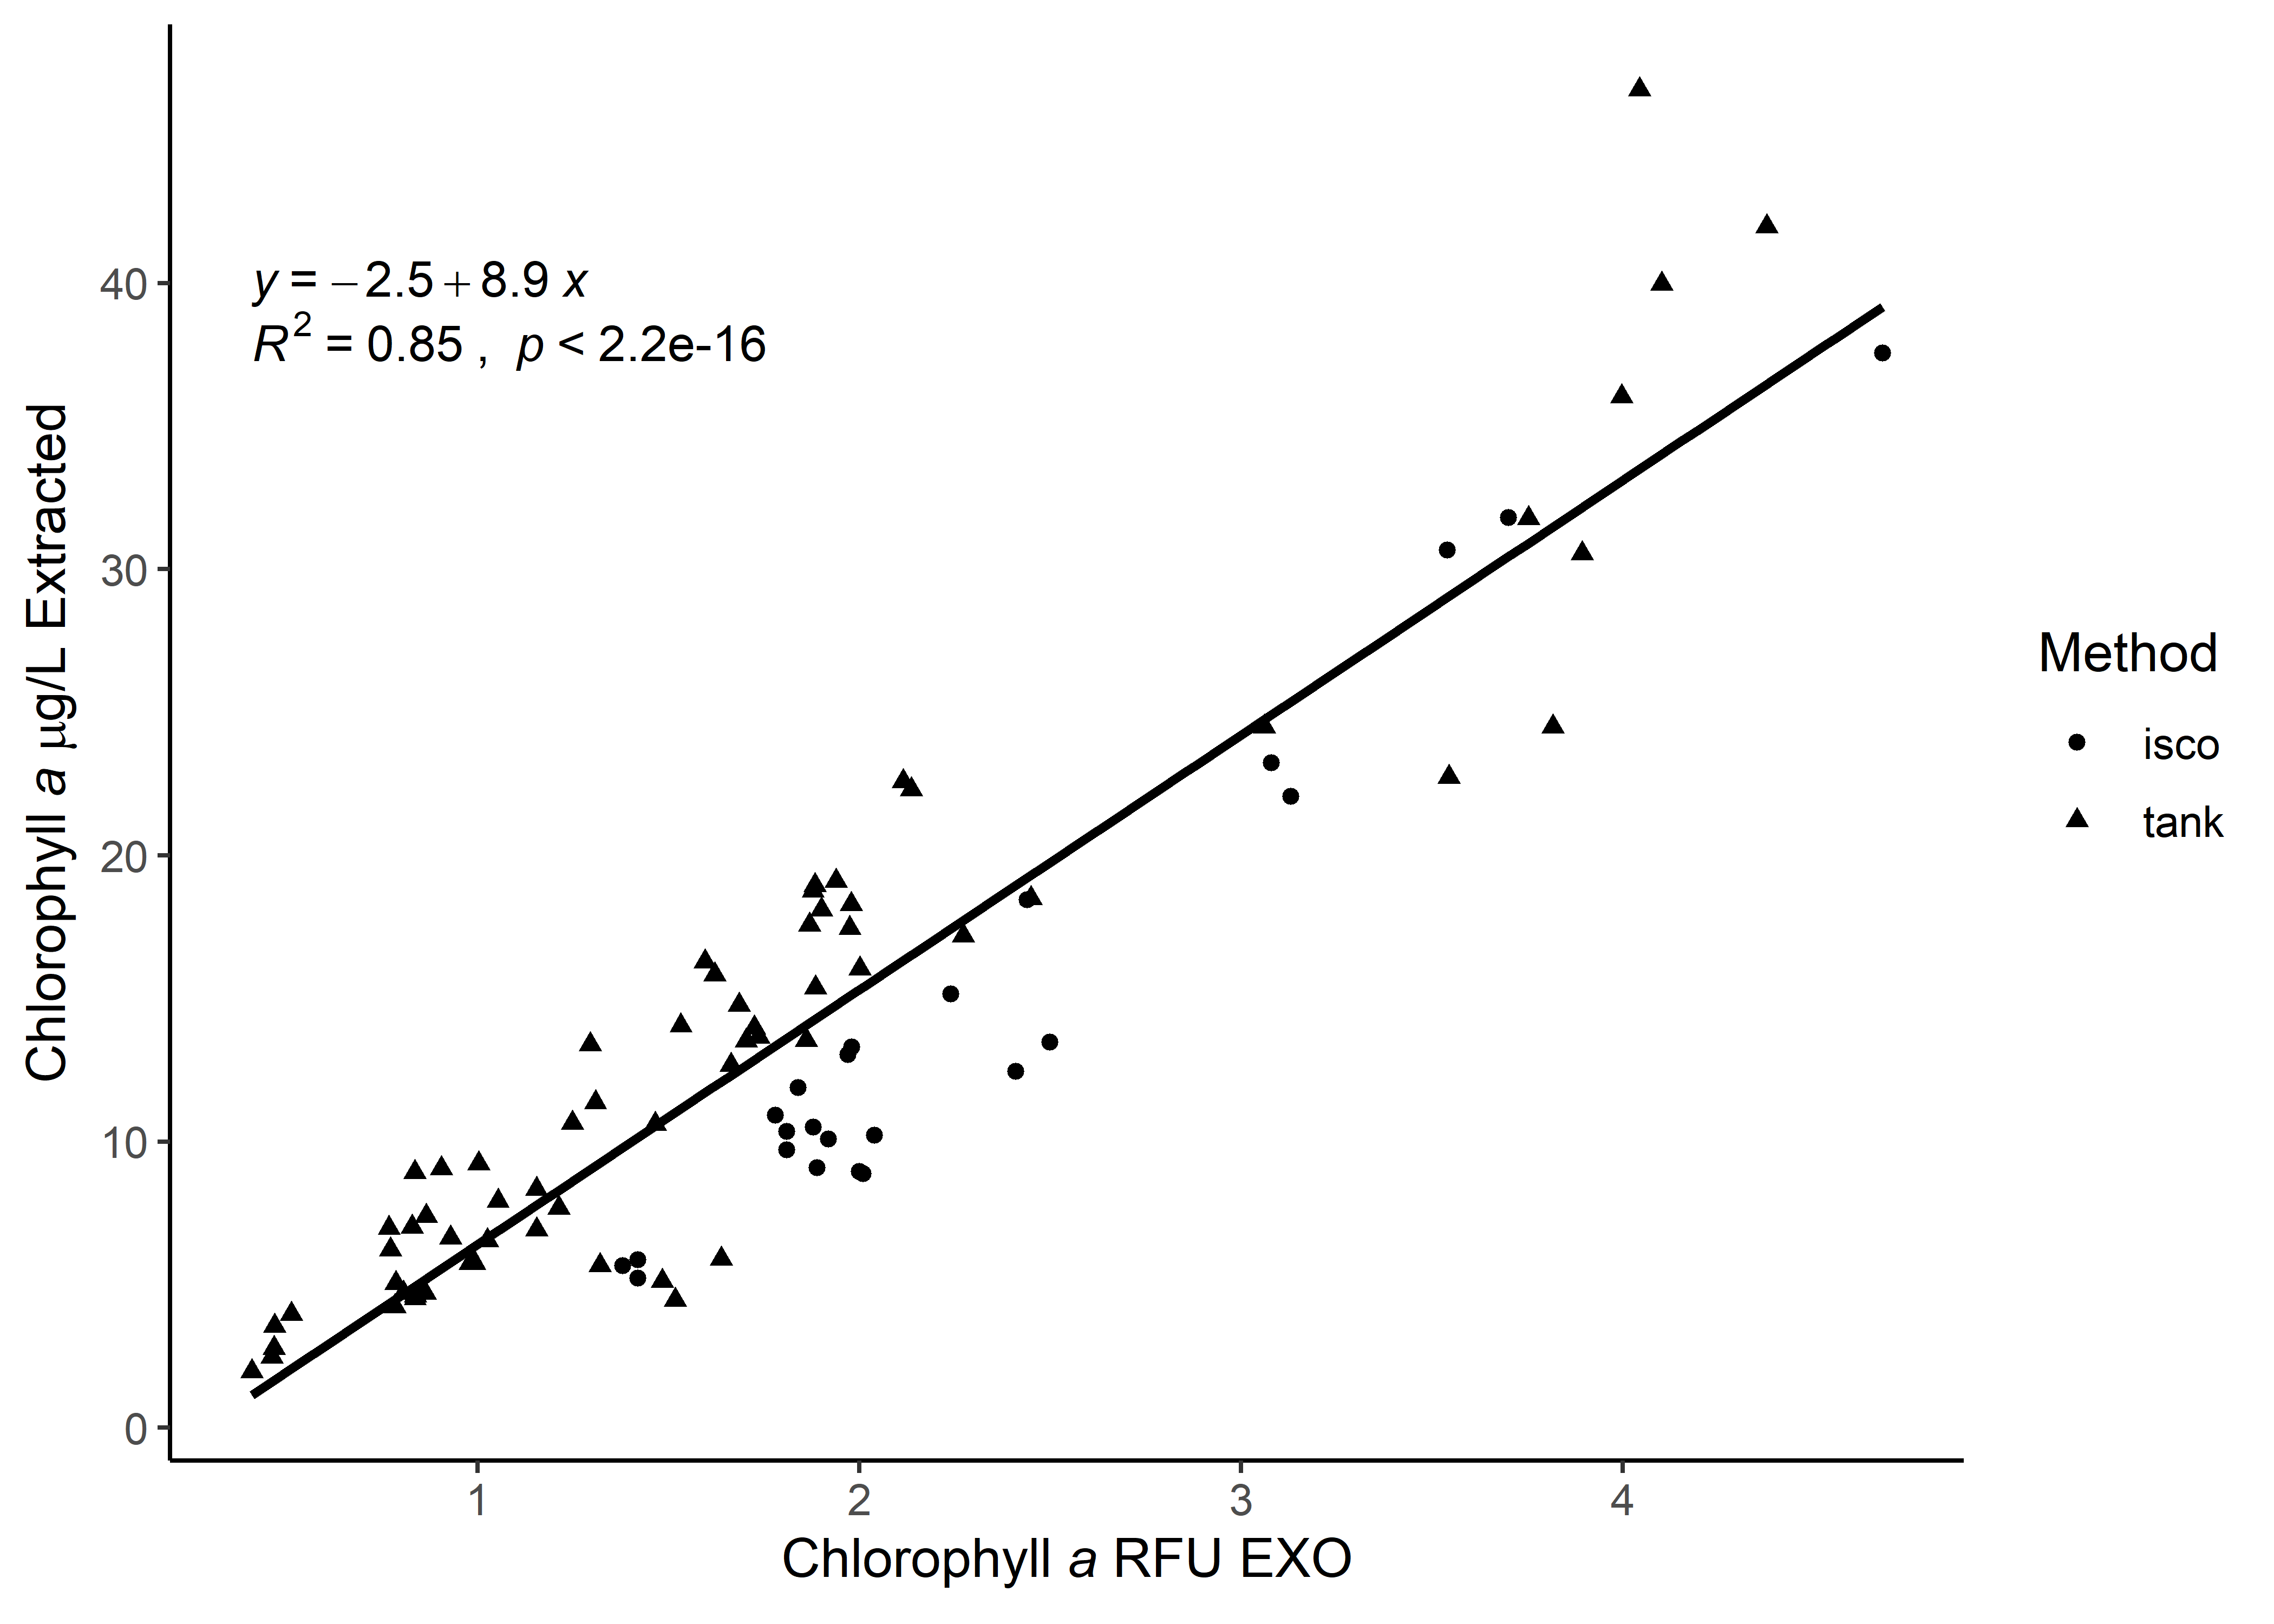 y = −2.5 + 8.9 x
R² = 0.85 , p < 2.2e-16
40
30
20
10
0
Chlorophyll a μg/L Extracted
1 2 3 4
Chlorophyll a RFU EXO
Method
isco
tank